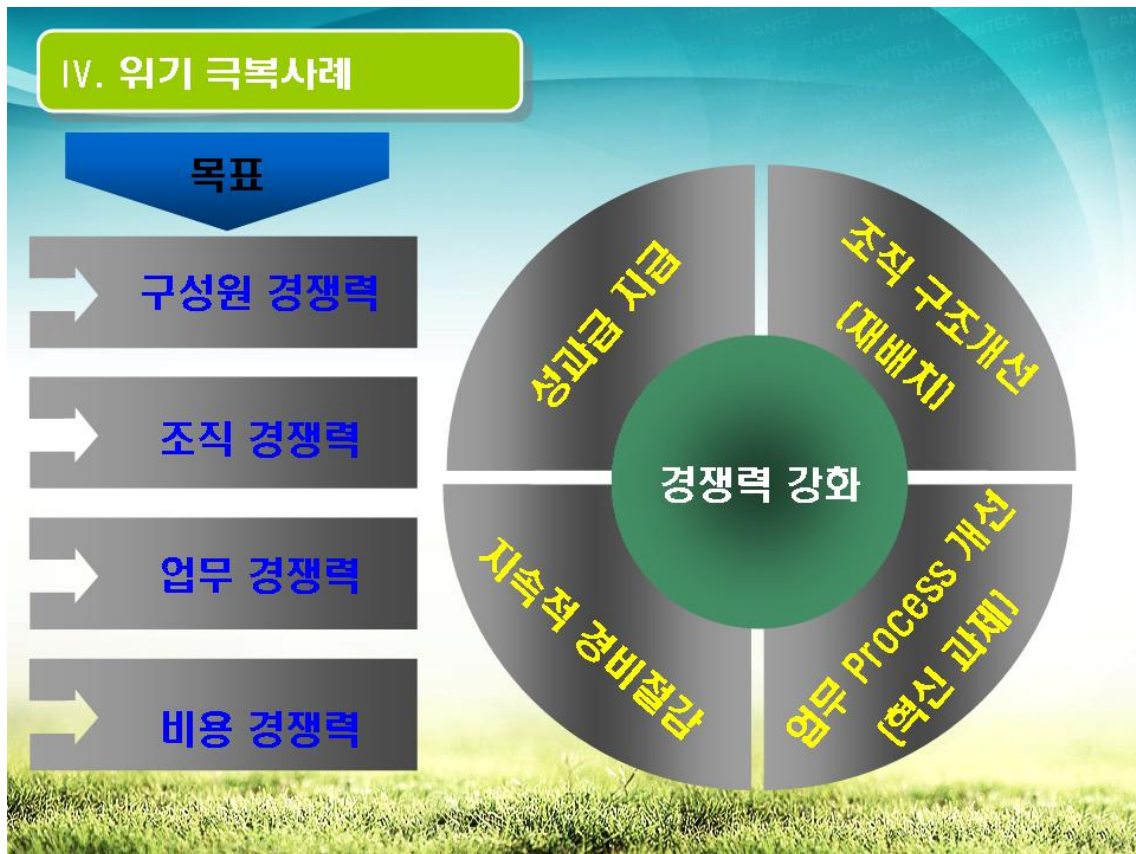 IV. 위기 극복사례
목표
구성원 경쟁력
조직 경쟁력
업무 경쟁력
비용 경쟁력
성과급 지급
조직 구조개선
(재배치)
경쟁력 강화
지속적 경비절감
업무 Process 개선
(혁신 과제)
PANTECH